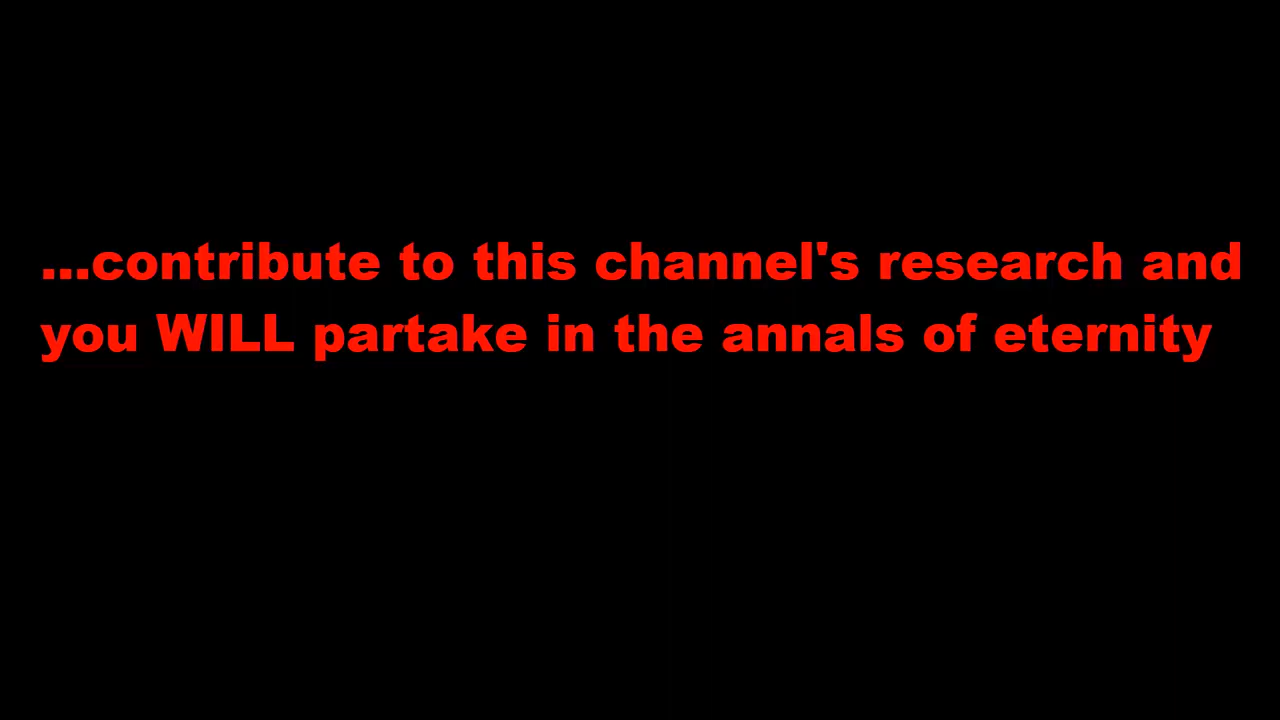 ...contribute to this channel's research and
you WILL partake in the annals of eternity